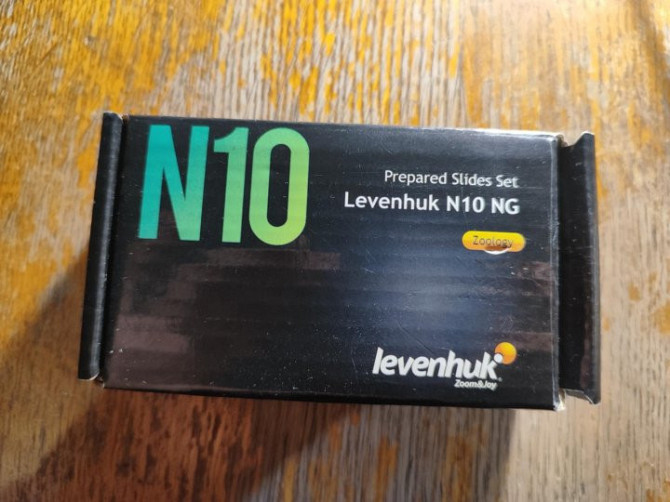 N10
Prepared Slides Set
Levenhuk N10 NG
Zoology
levenhuk®
Zoom&Joy